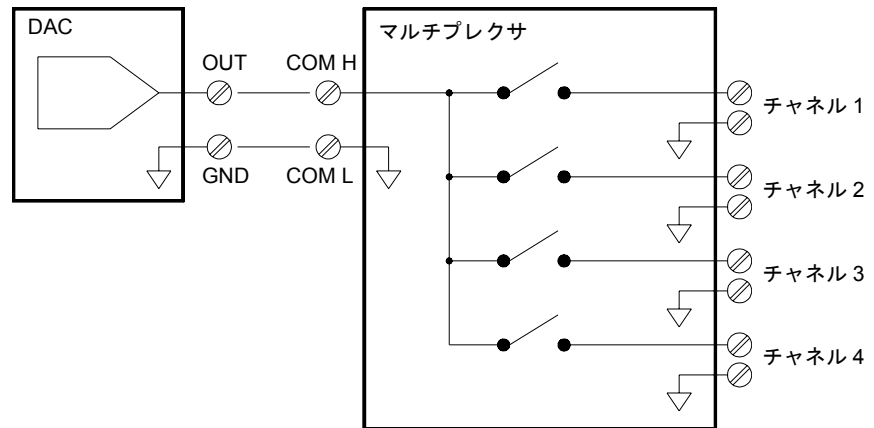 DAC
マルチプレクサ
OUT
COM H
GND
COM L
チャネル 1
チャネル 2
チャネル 3
チャネル 4